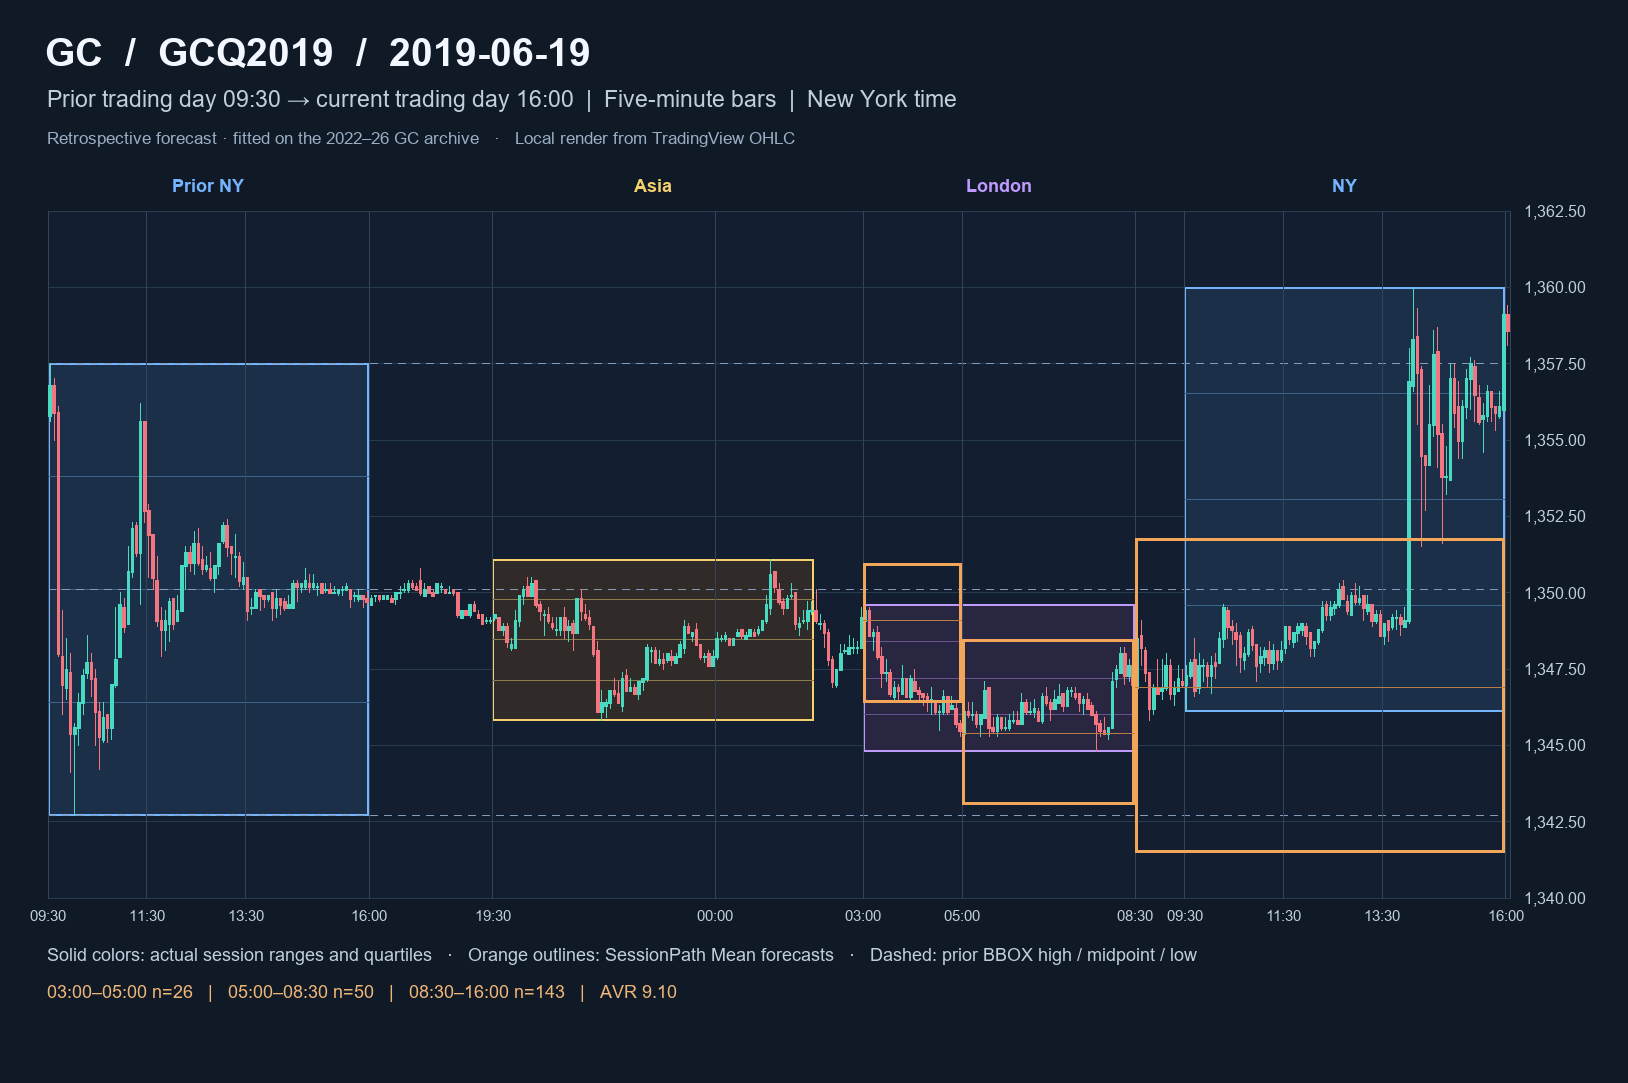 GC / GCQ2019 / 2019-06-19
Prior trading day 09:30 → current trading day 16:00 | Five-minute bars | New York time
Retrospective forecast · fitted on the 2022–26 GC archive · Local render from TradingView OHLC
Prior NY Asia London NY
1,362.50
1,360.00
1,357.50
1,355.00
1,352.50
1,350.00
1,347.50
1,345.00
1,342.50
1,340.00
09:30 11:30 13:30 16:00 19:30 00:00 03:00 05:00 08:30 09:30 11:30 13:30 16:00
Solid colors: actual session ranges and quartiles · Orange outlines: SessionPath Mean forecasts · Dashed: prior BBOX high / midpoint / low
03:00–05:00 n=26 | 05:00–08:30 n=50 | 08:30–16:00 n=143 | AVR 9.10